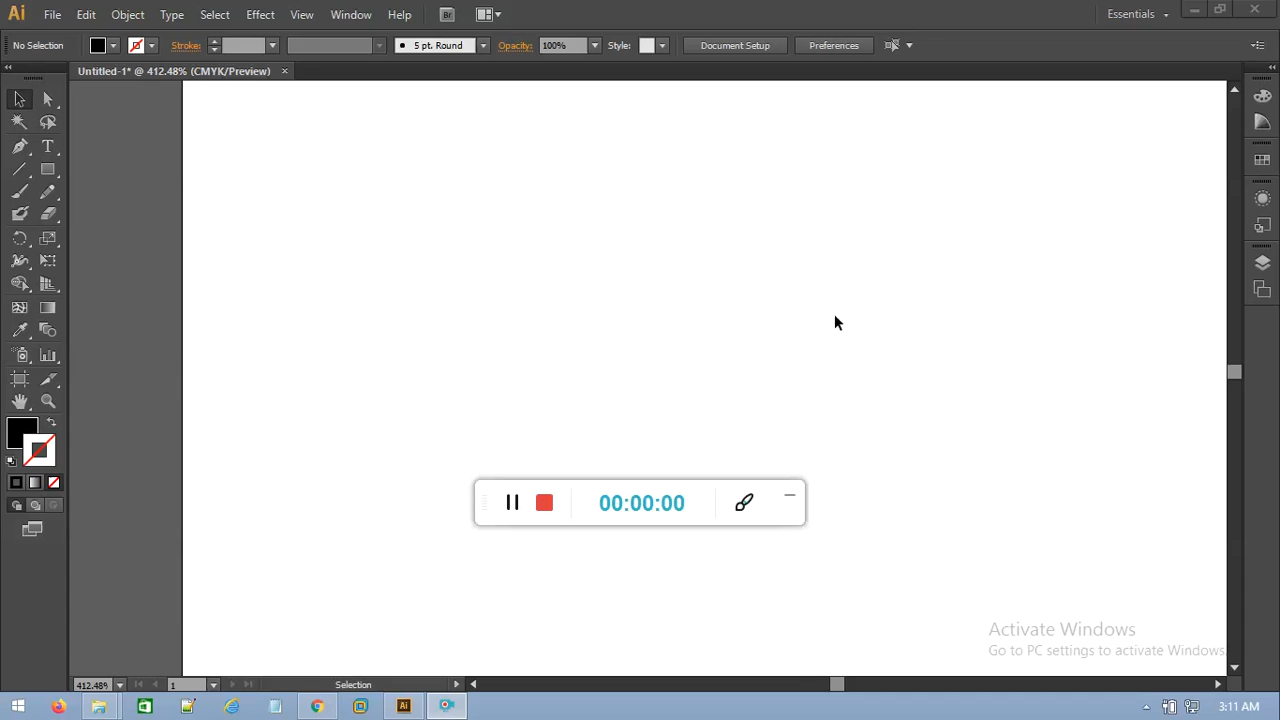 Ai File Edit Object Type Select Effect View Window Help Br Essentials
No Selection Stroke: 5 pt. Round Opacity: 100% Style: Document Setup Preferences
Untitled-1* @ 412.48% (CMYK/Preview) ×
T
00:00:00
Activate Windows
Go to PC settings to activate Windows.
412.48% 1 Selection
Ai 3:11 AM